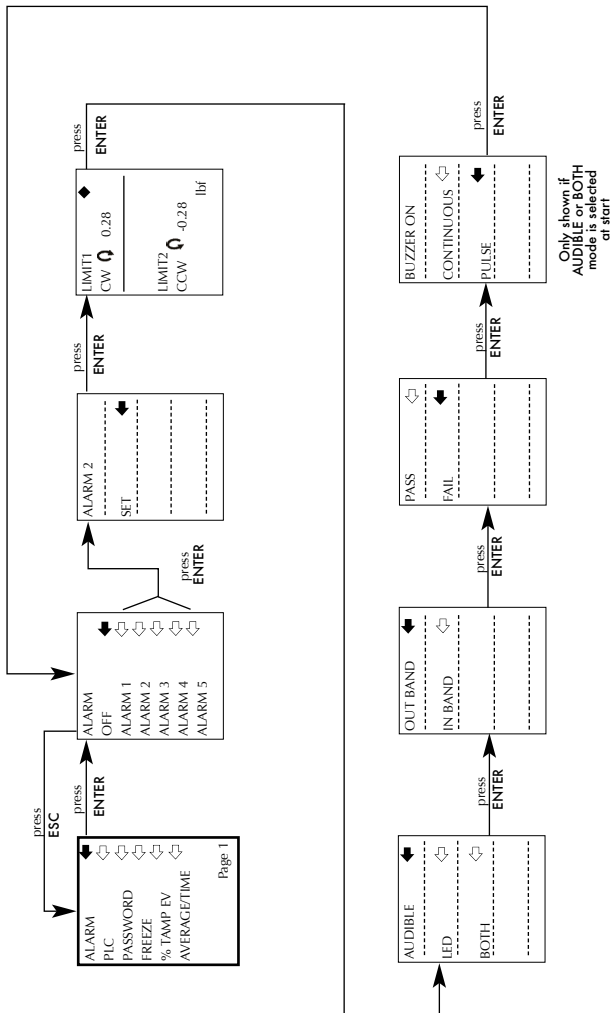 ALARM
PLC
PASSWORD
FREEZE
% TAMP EV
AVERAGE/TIME
Page 1
press
ESC
press
ENTER
ALARM
OFF
ALARM 1
ALARM 2
ALARM 3
ALARM 4
ALARM 5
press
ENTER
ALARM 2
SET
press
ENTER
LIMIT1
CW 0.28
LIMIT2
CCW -0.28
lbf
press
ENTER
AUDIBLE
LED
BOTH
press
ENTER
OUT BAND
IN BAND
press
ENTER
PASS
FAIL
press
ENTER
BUZZER ON
CONTINUOUS
PULSE
press
ENTER
Only shown if
AUDIBLE or BOTH
mode is selected
at start